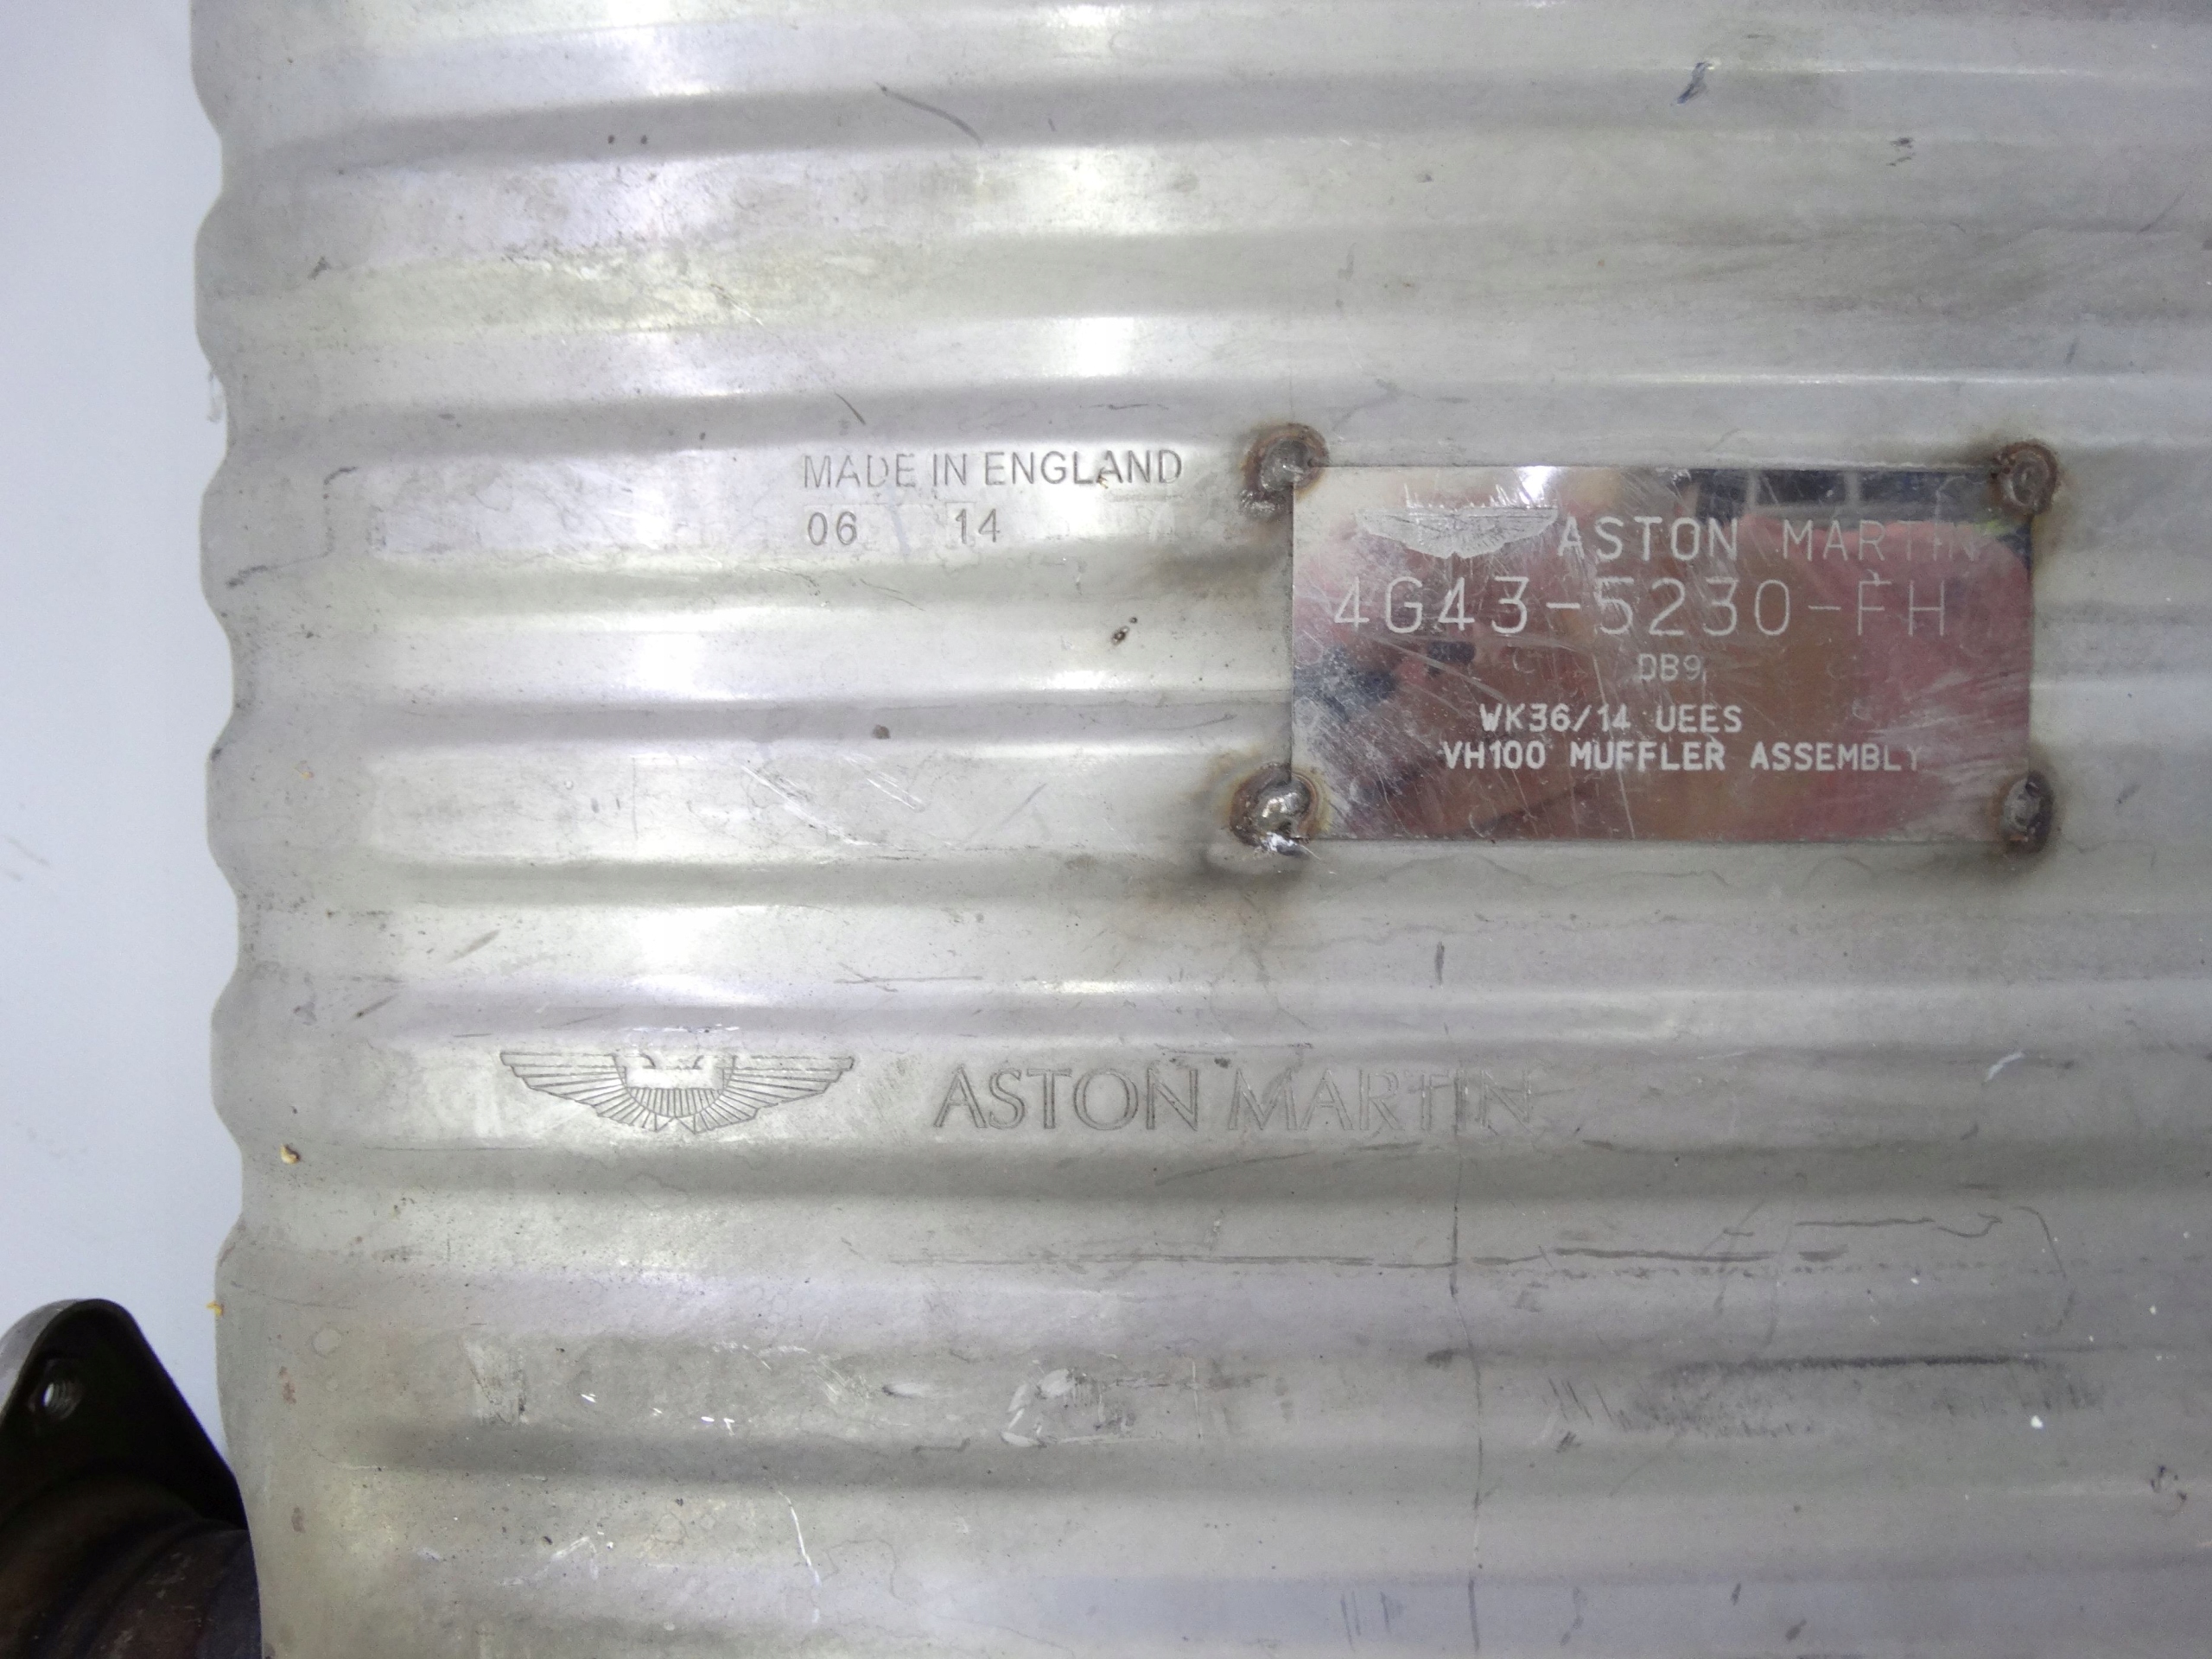 MADE IN ENGLAND
06 14
ASTON MARTIN
4G43-5230-FH
DB9
WK36/14 UEES
VH100 MUFFLER ASSEMBLY
ASTON MARTIN